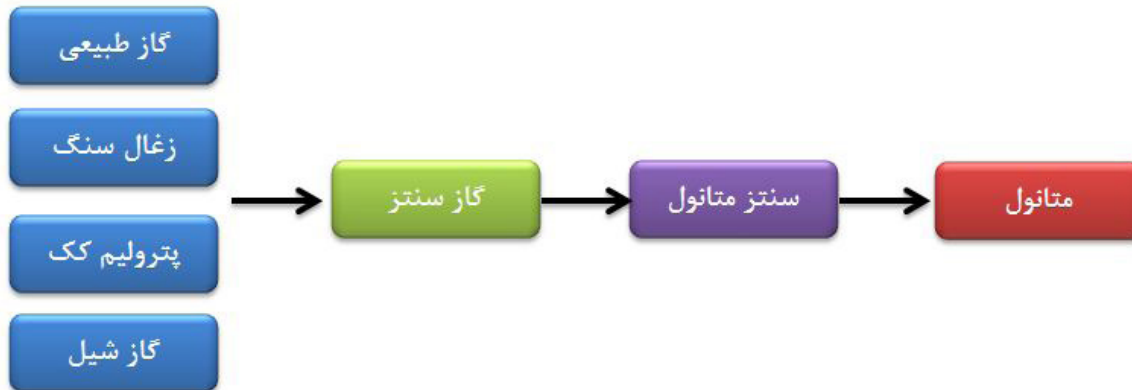 گاز طبیعی
زغال سنگ
پترولیم کک
گاز شیل
گاز سنتز
سنتز متانول
متانول